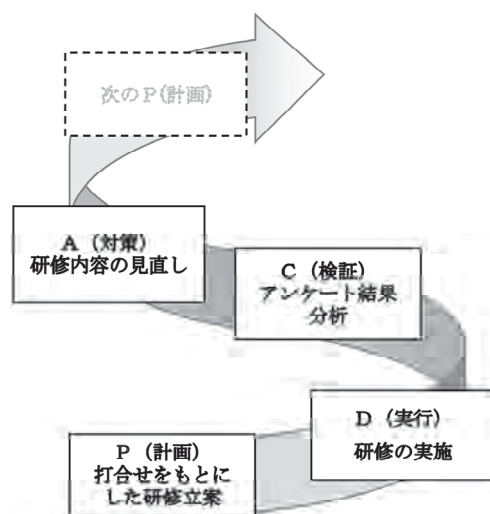 次のP(計画)
A（対策）
研修内容の見直し
C（検証）
アンケート結果
分析
D（実行）
研修の実施
P（計画）
打合せをもとに
した研修立案